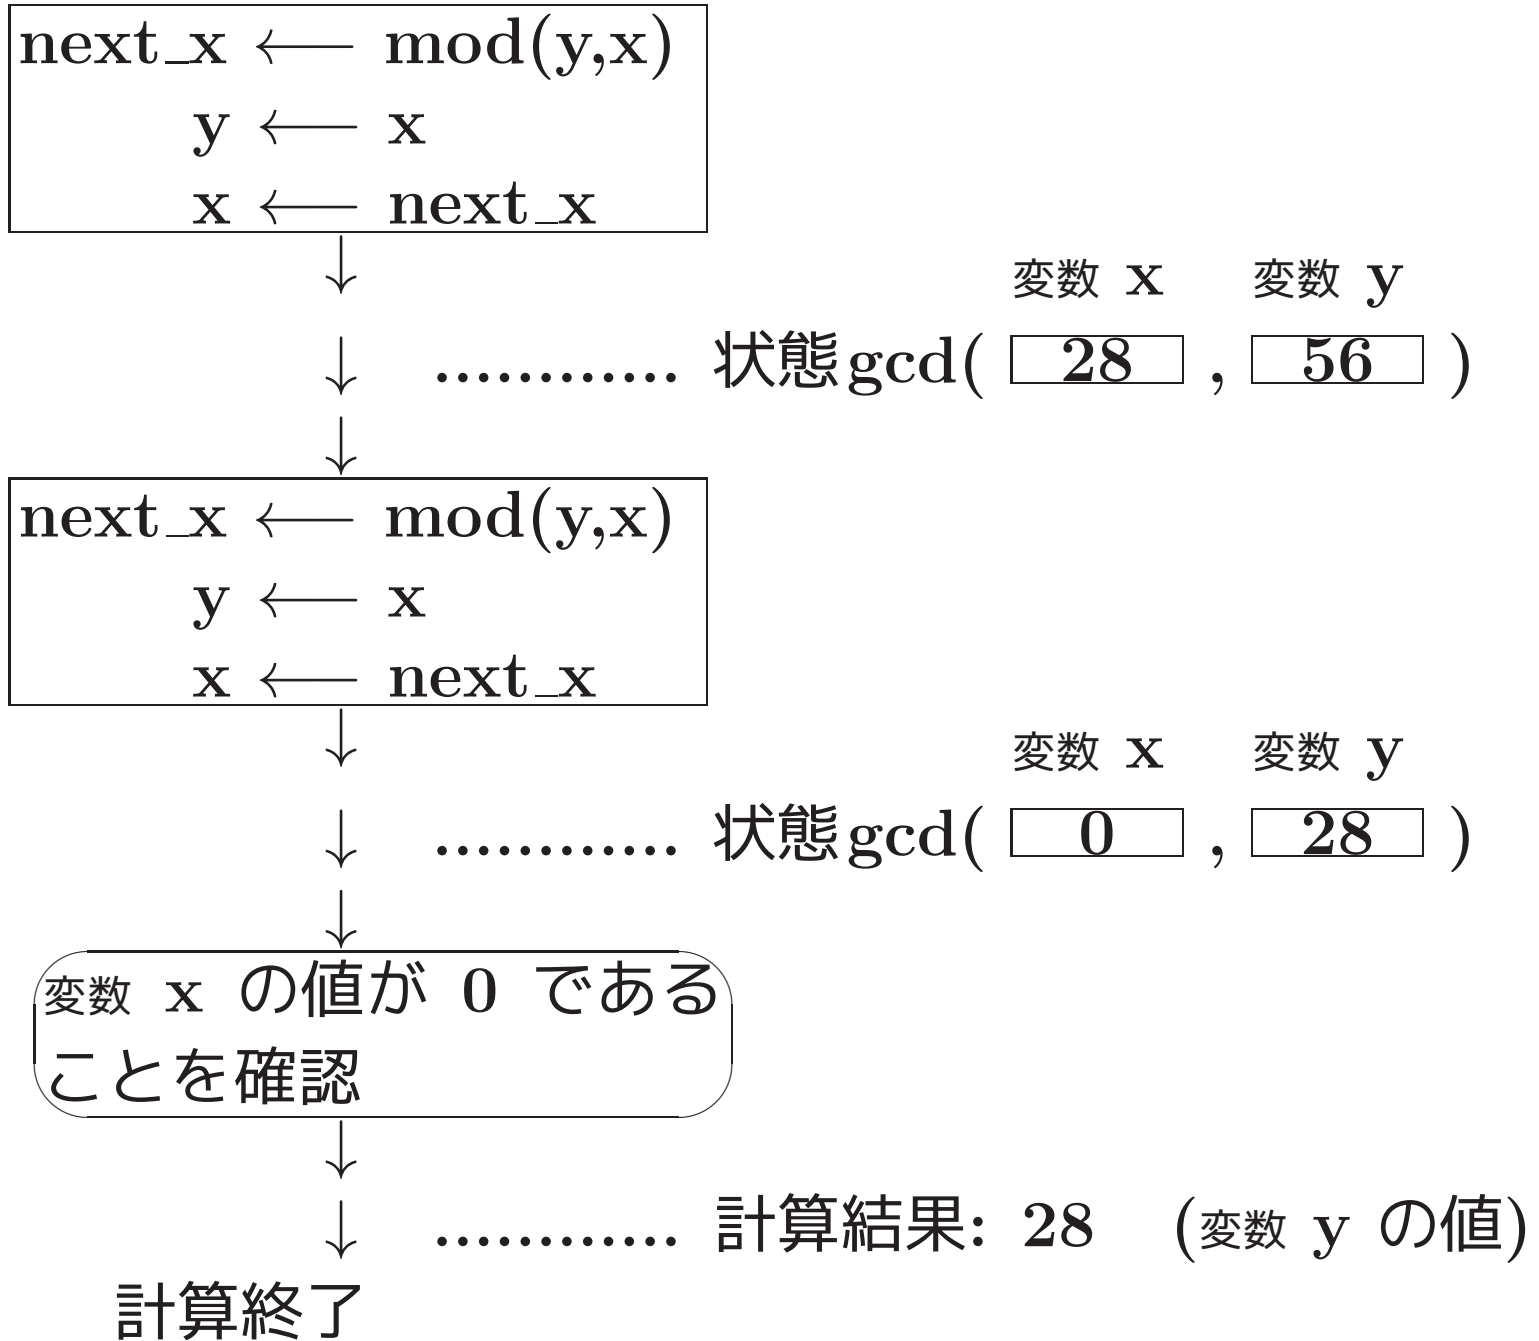 next_x ⟵ mod(y,x)
y ⟵ x
x ⟵ next_x
↓
変数 x 変数 y
↓ ............ 状態gcd( 28 , 56 )
↓
next_x ⟵ mod(y,x)
y ⟵ x
x ⟵ next_x
↓
変数 x 変数 y
↓ ............ 状態gcd( 0 , 28 )
↓
変数 x の値が 0 である
ことを確認
↓
↓ ............ 計算結果: 28 (変数 y の値)
計算終了